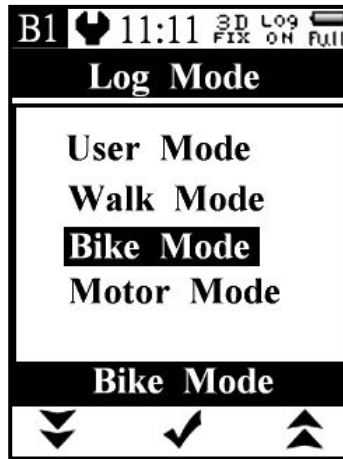 B1 11:11 3D FIX LOG ON Full
Log Mode
User Mode
Walk Mode
Bike Mode
Motor Mode
Bike Mode